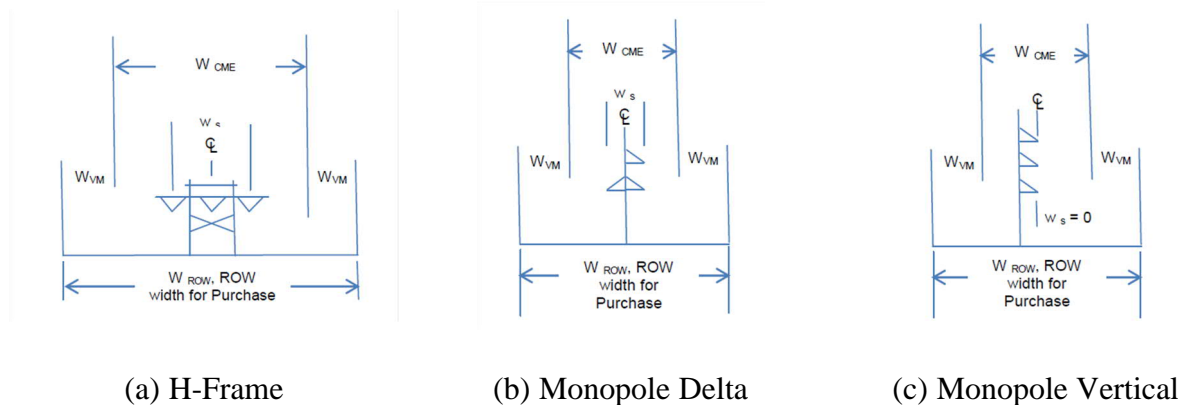 W CME
W s
℄
W VM
W VM
W ROW, ROW
width for Purchase
(a) H-Frame
W CME
W s
℄
W VM
W VM
W ROW, ROW
width for
Purchase
(b) Monopole Delta
W CME
℄
W VM
W VM
w s = 0
W ROW, ROW
width for
Purchase
(c) Monopole Vertical